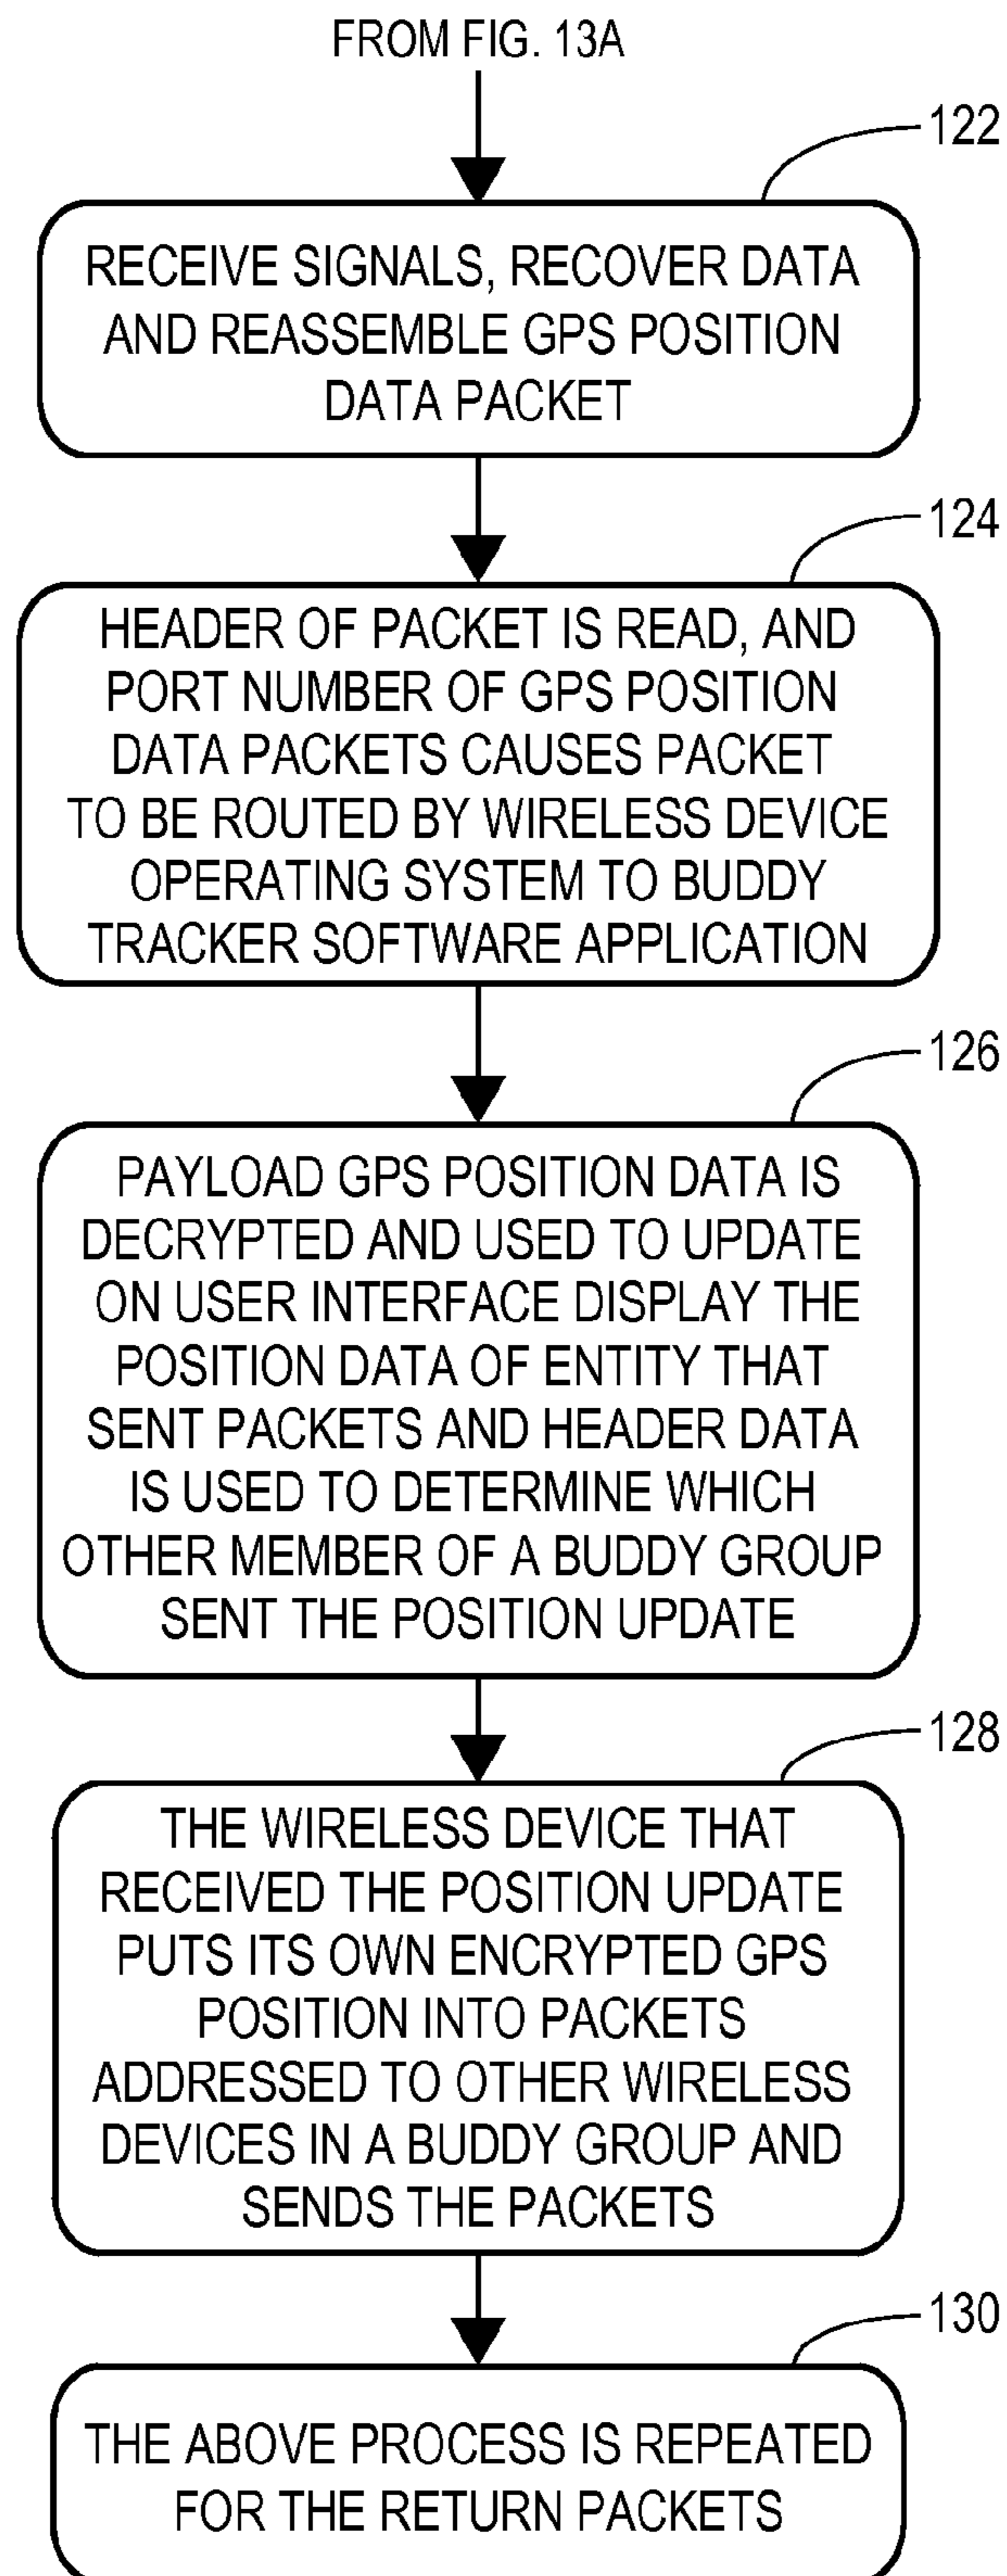 FROM FIG. 13A
122
RECEIVE SIGNALS, RECOVER DATA
AND REASSEMBLE GPS POSITION
DATA PACKET
124
HEADER OF PACKET IS READ, AND
PORT NUMBER OF GPS POSITION
DATA PACKETS CAUSES PACKET
TO BE ROUTED BY WIRELESS DEVICE
OPERATING SYSTEM TO BUDDY
TRACKER SOFTWARE APPLICATION
126
PAYLOAD GPS POSITION DATA IS
DECRYPTED AND USED TO UPDATE
ON USER INTERFACE DISPLAY THE
POSITION DATA OF ENTITY THAT
SENT PACKETS AND HEADER DATA
IS USED TO DETERMINE WHICH
OTHER MEMBER OF A BUDDY GROUP
SENT THE POSITION UPDATE
128
THE WIRELESS DEVICE THAT
RECEIVED THE POSITION UPDATE
PUTS ITS OWN ENCRYPTED GPS
POSITION INTO PACKETS
ADDRESSED TO OTHER WIRELESS
DEVICES IN A BUDDY GROUP AND
SENDS THE PACKETS
130
THE ABOVE PROCESS IS REPEATED
FOR THE RETURN PACKETS